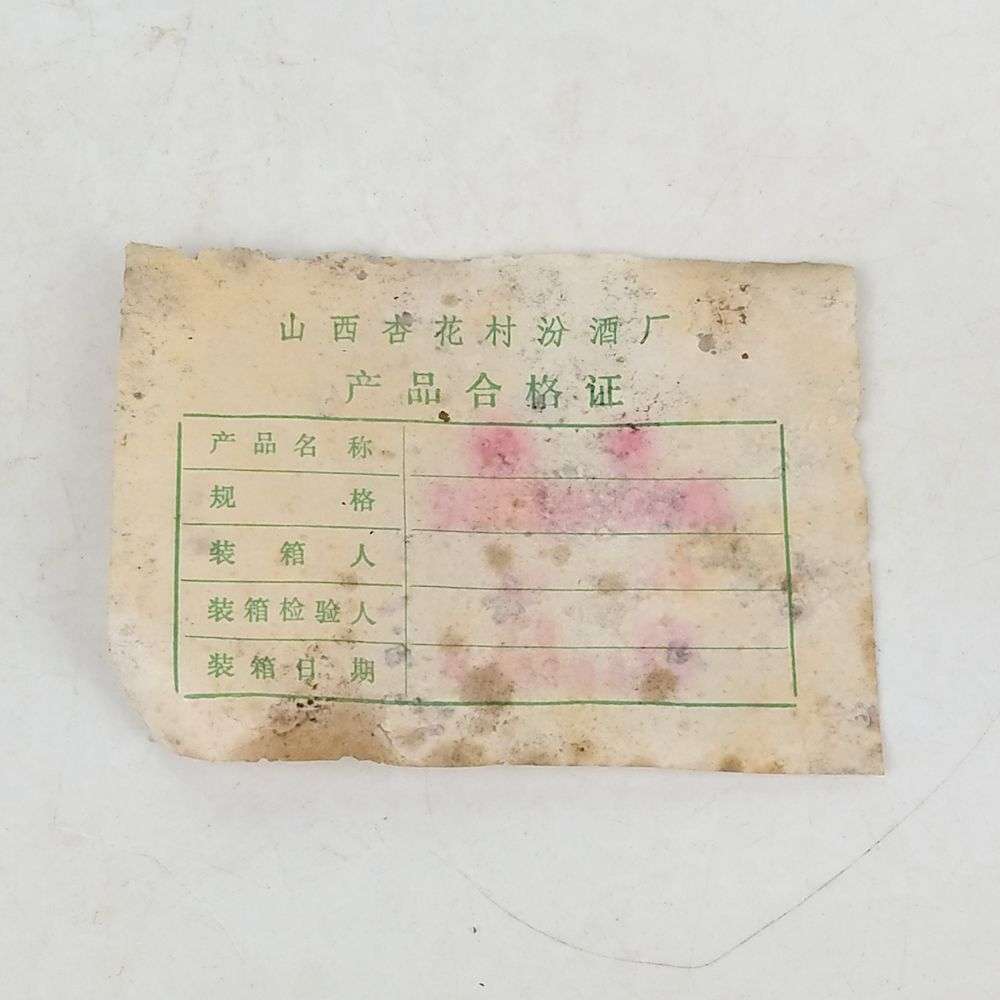 山西杏花村汾酒厂
产品合格证
产品名称
规格
装箱人
装箱检验人
装箱日期